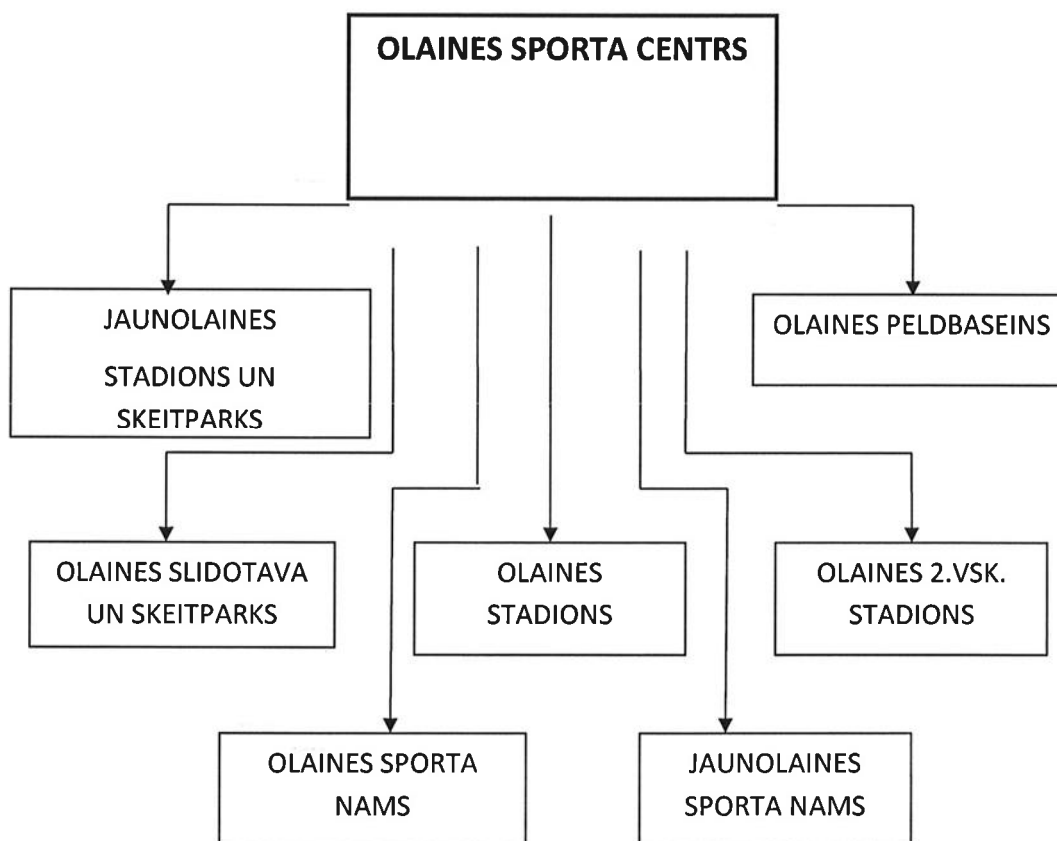 OLAINES SPORTA CENTRS
JAUNOLAINES
STADIONS UN
SKEITPARKS
OLAINES PELDBASEINS
OLAINES SLIDOTAVA
UN SKEITPARKS
OLAINES
STADIONS
OLAINES 2.VSK.
STADIONS
OLAINES SPORTA
NAMS
JAUNOLAINES
SPORTA NAMS